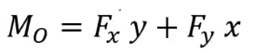 M_O = F_x y + F_y x